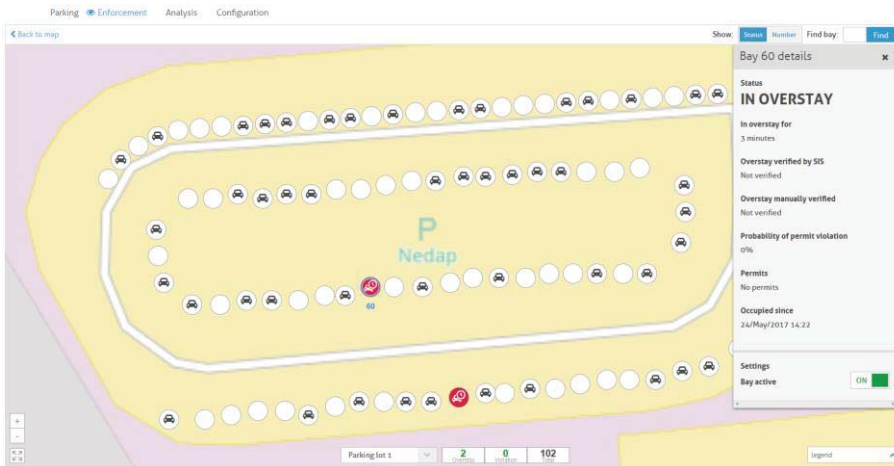 Parking Enforcement Analysis Configuration
Back to map
Show: Status Number Find bay: Find
Bay 60 details
Status
IN OVERSTAY
In overstay for
3 minutes
Overstay verified by SIS
Not verified
Overstay manually verified
Not verified
Probability of permit violation
0%
Permits
No permits
Occupied since
24/May/2017 14:22
Settings
Bay active ON
P
Nedap
60
Parking lot 1
2 0 102
Overstay Violation Total
legend